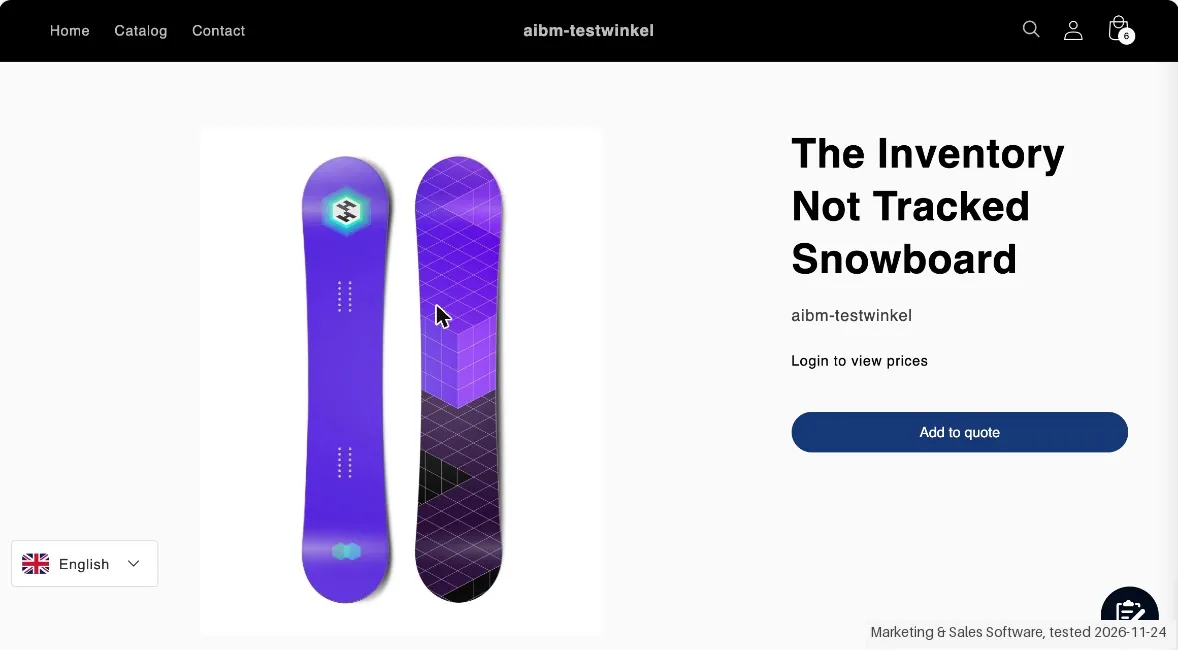 Home Catalog Contact
aibm-testwinkel
6
The Inventory
Not Tracked
Snowboard
aibm-testwinkel
Login to view prices
Add to quote
English
Marketing & Sales Software, tested 2026-11-24